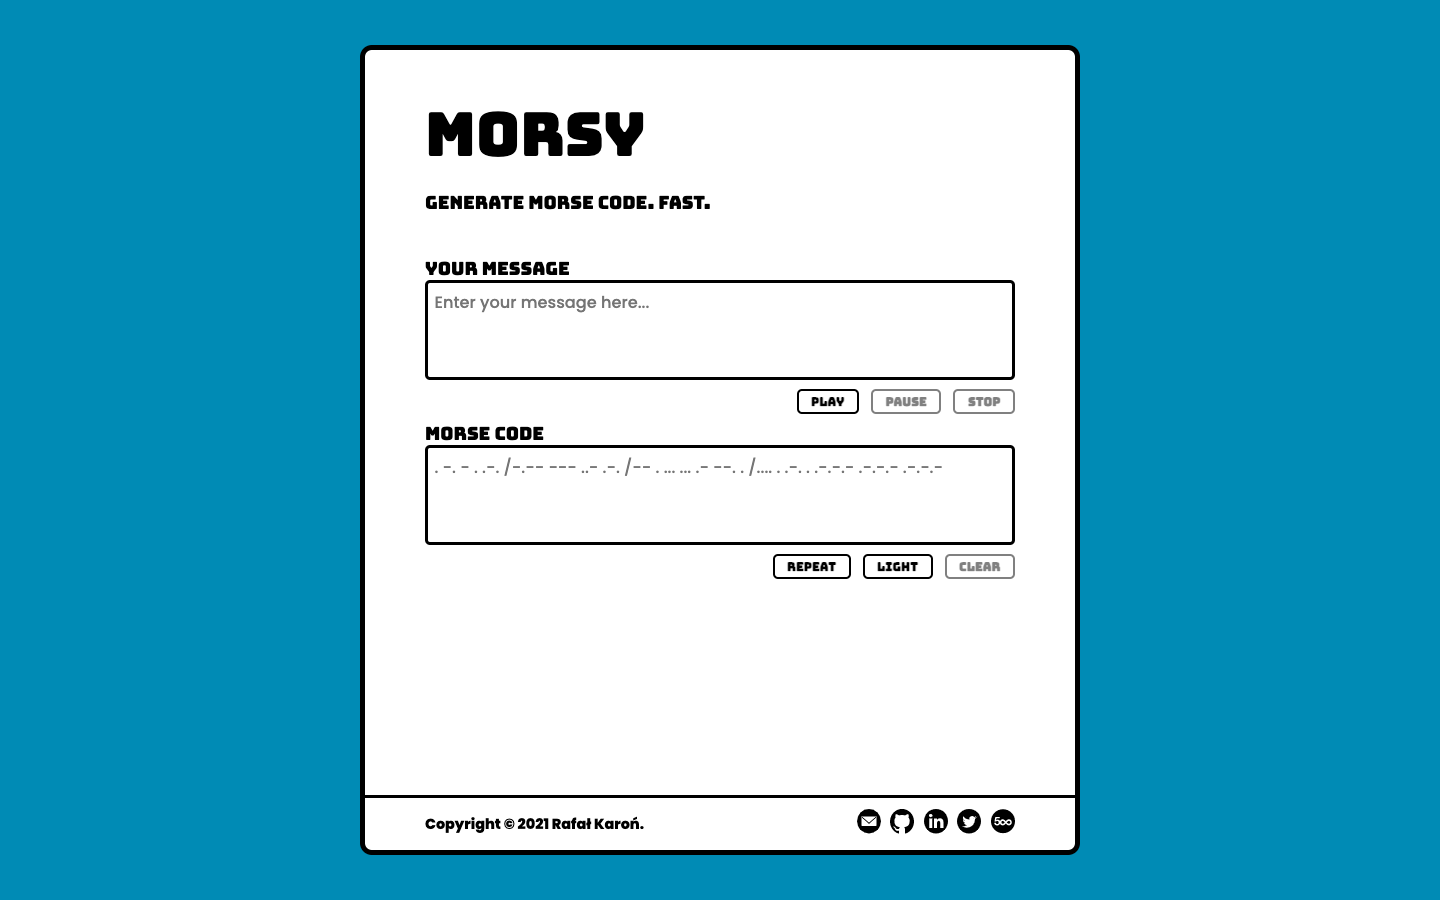 MORSY
GENERATE MORSE CODE. FAST.
YOUR MESSAGE
Enter your message here...
PLAY PAUSE STOP
MORSE CODE
. -. - . .-. /-.-- --- ..- .-. /-- . ... ... .- --. . /.... . .-. . .-.-.- .-.-.- .-.-.-
REPEAT LIGHT CLEAR
Copyright © 2021 Rafał Karoń.
in 500